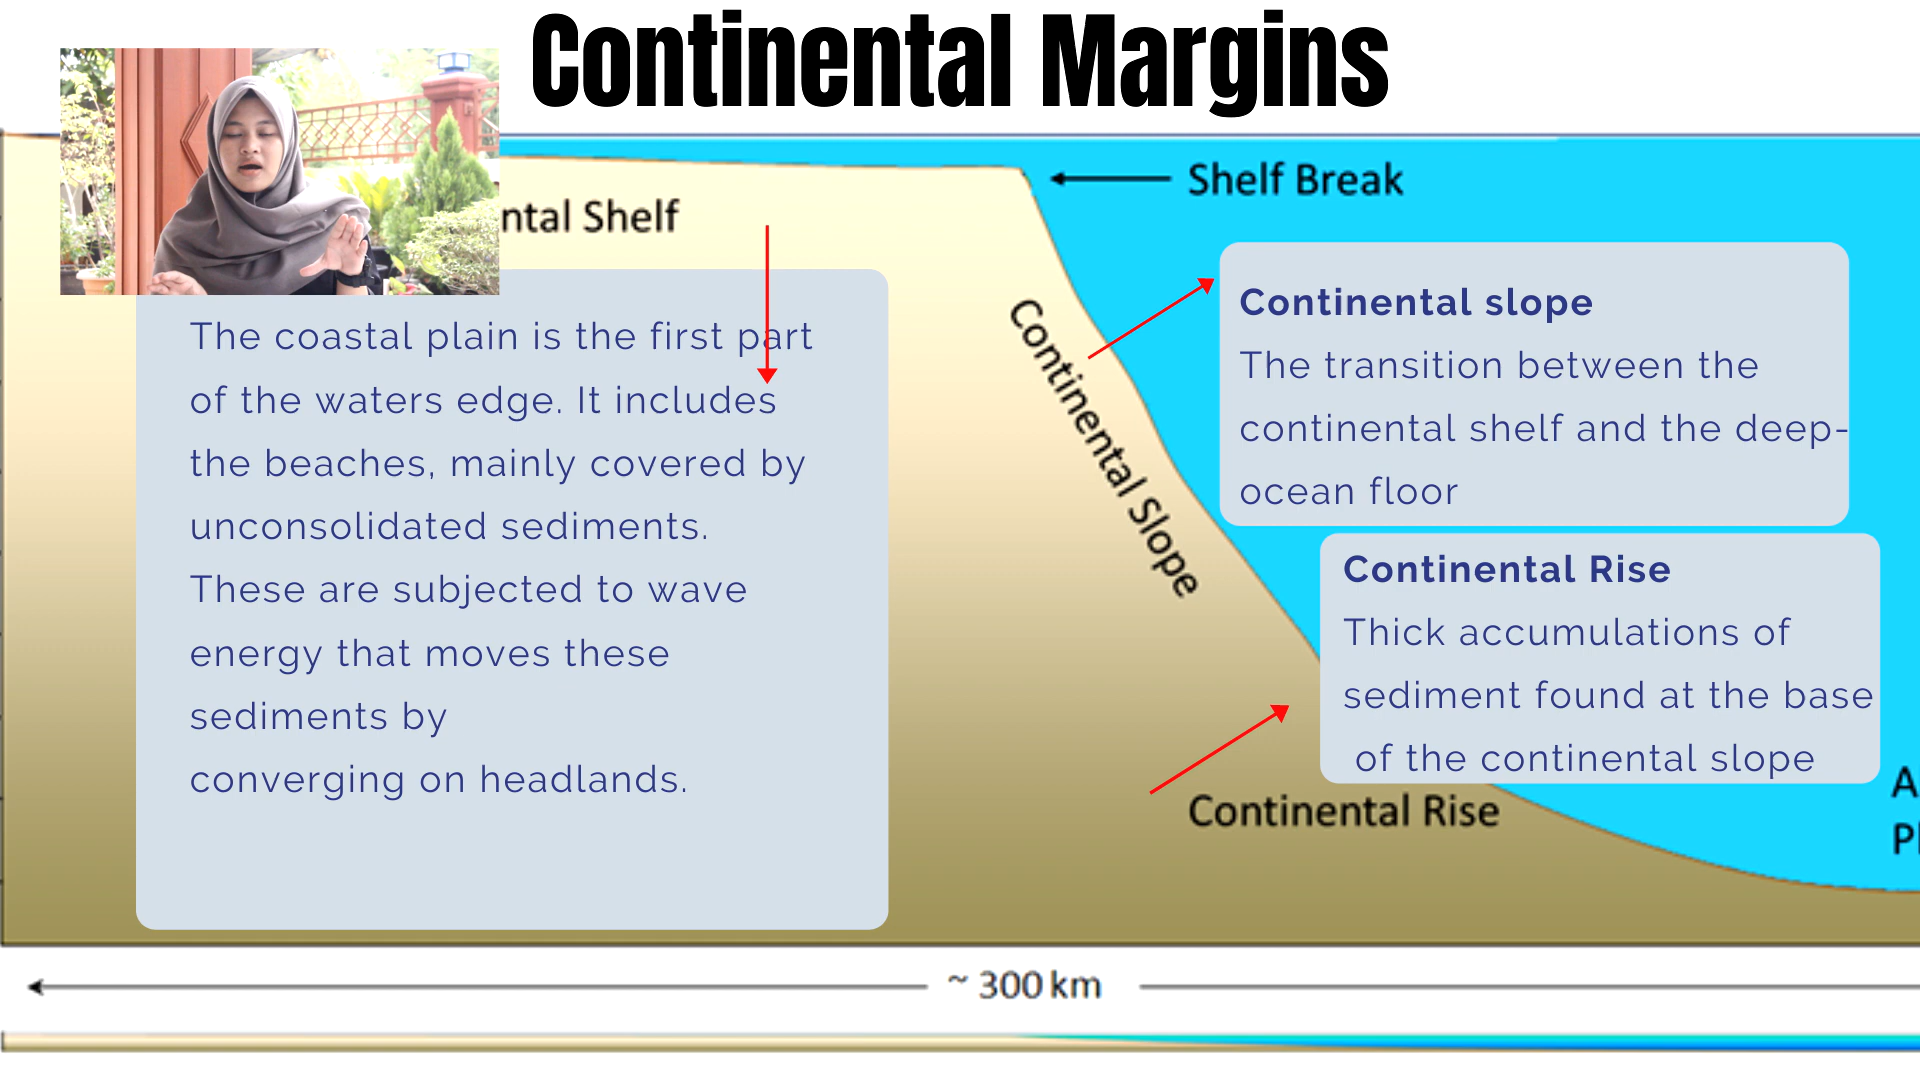 Continental Margins
ntal Shelf
Shelf Break
The coastal plain is the first part
of the waters edge. It includes
the beaches, mainly covered by
unconsolidated sediments.
These are subjected to wave
energy that moves these
sediments by
converging on headlands.
Continental Slope
Continental slope
The transition between the
continental shelf and the deep-
ocean floor
Continental Rise
Thick accumulations of
sediment found at the base
of the continental slope
Continental Rise
A
Pl
~ 300 km